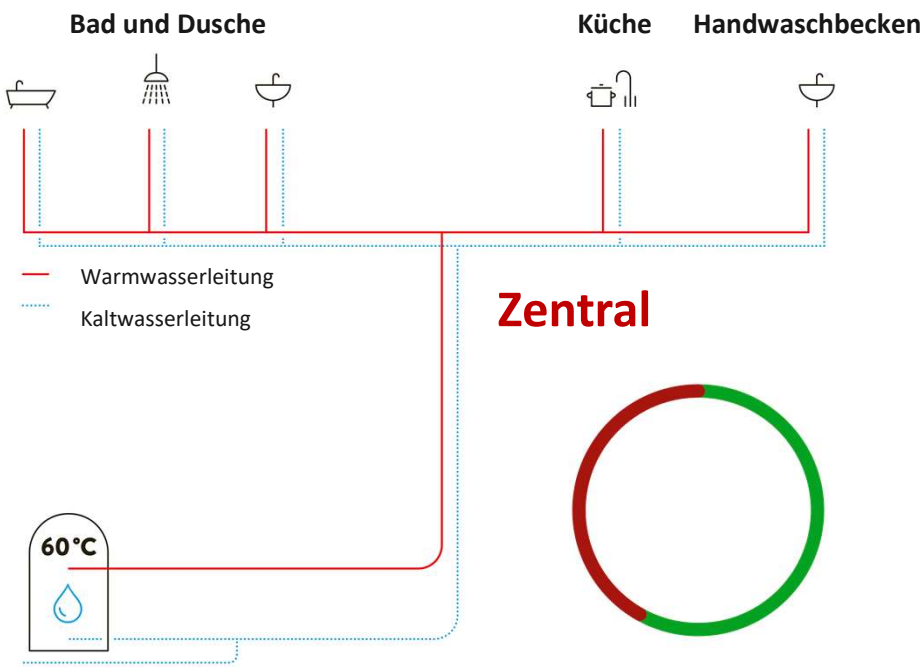 Bad und Dusche
Küche
Handwaschbecken
Warmwasserleitung
Kaltwasserleitung
Zentral
60°C